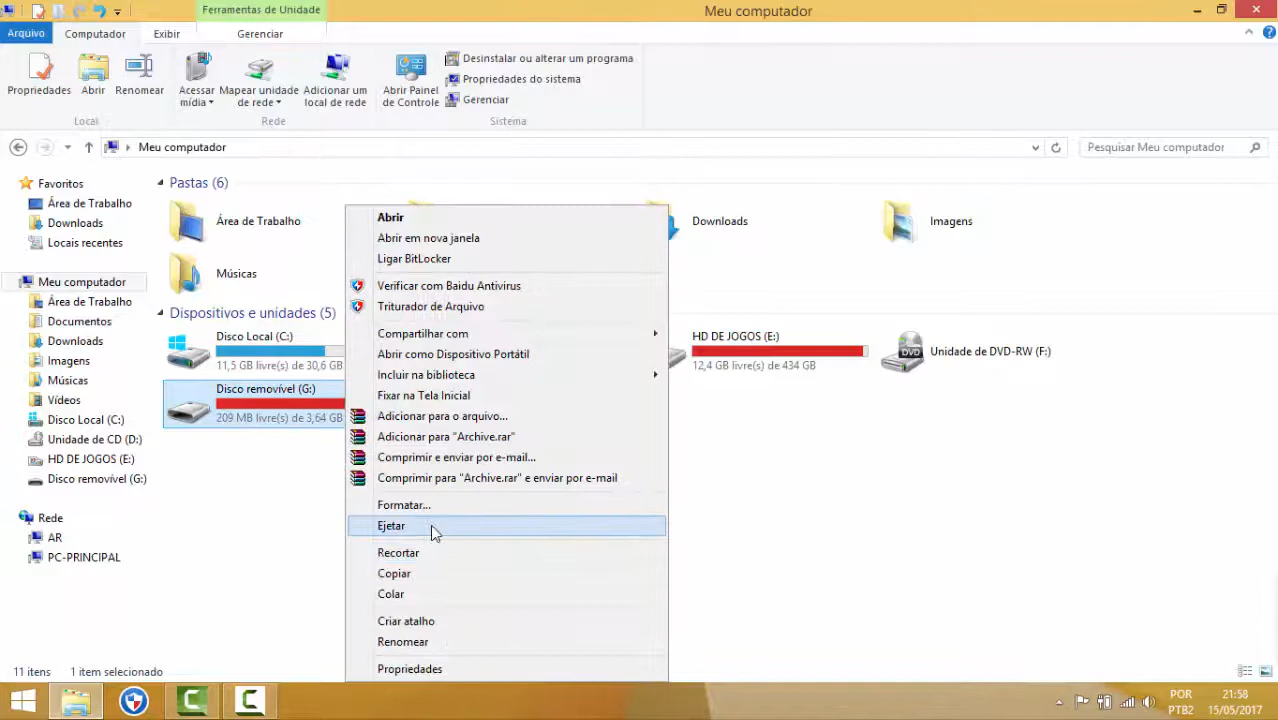 Ferramentas de Unidade
Meu computador
Arquivo
Computador
Exibir
Gerenciar
Propriedades
Abrir
Renomear
Acessar mídia
Mapear unidade de rede
Adicionar um local de rede
Abrir Painel de Controle
Desinstalar ou alterar um programa
Propriedades do sistema
Gerenciar
Local
Rede
Sistema
Meu computador
Pesquisar Meu computador
Favoritos
Área de Trabalho
Downloads
Locais recentes
Meu computador
Área de Trabalho
Documentos
Downloads
Imagens
Músicas
Vídeos
Disco Local (C:)
Unidade de CD (D:)
HD DE JOGOS (E:)
Disco removível (G:)
Rede
AR
PC-PRINCIPAL
Pastas (6)
Área de Trabalho
Downloads
Imagens
Músicas
Dispositivos e unidades (5)
Disco Local (C:)
11,5 GB livre(s) de 30,6 GB
HD DE JOGOS (E:)
12,4 GB livre(s) de 434 GB
DVD
Unidade de DVD-RW (F:)
Disco removível (G:)
209 MB livre(s) de 3,64 GB
Abrir
Abrir em nova janela
Ligar BitLocker
Verificar com Baidu Antivirus
Triturador de Arquivo
Compartilhar com
Abrir como Dispositivo Portátil
Incluir na biblioteca
Fixar na Tela Inicial
Adicionar para o arquivo...
Adicionar para "Archive.rar"
Comprimir e enviar por e-mail...
Comprimir para "Archive.rar" e enviar por e-mail
Formatar...
Ejetar
Recortar
Copiar
Colar
Criar atalho
Renomear
Propriedades
11 itens
1 item selecionado
POR
PTB2
21:58
15/05/2017